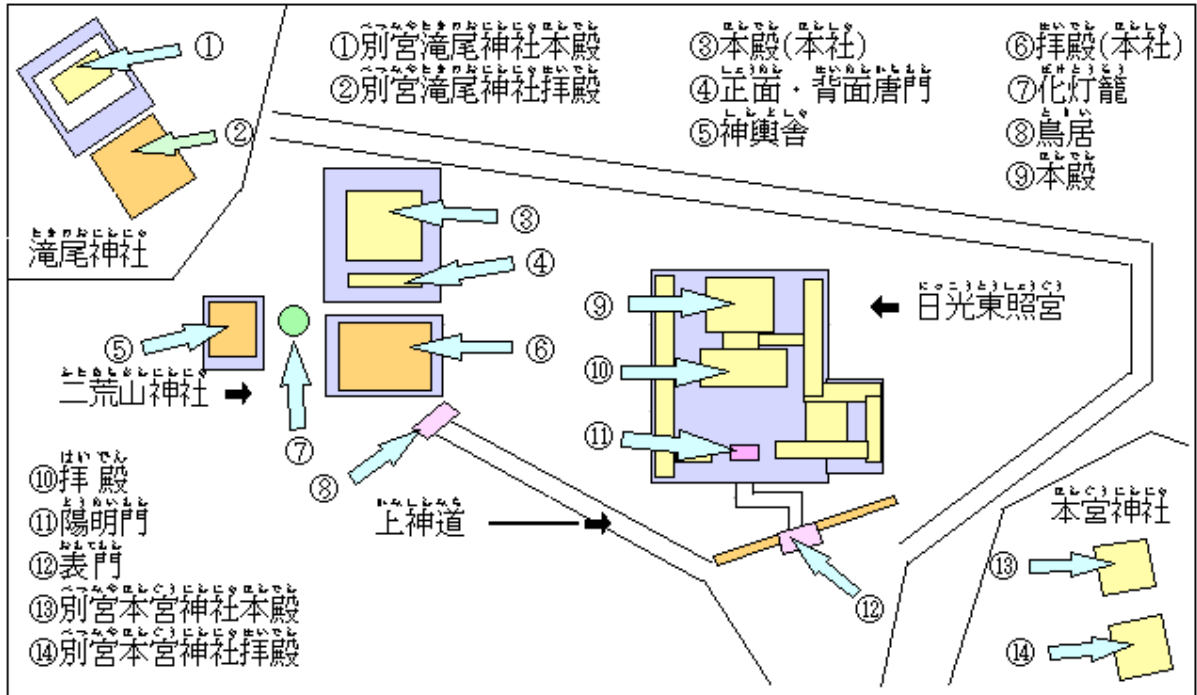 ①別宮滝尾神社本殿
②別宮滝尾神社拝殿
③本殿(本社)
④正面・背面唐門
⑤神輿舎
⑥拝殿(本社)
⑦化灯籠
⑧鳥居
⑨本殿
①
②
滝尾神社
③
④
⑤
⑥
二荒山神社
⑦
⑧
⑨
⑩
⑪
日光東照宮
上神道
⑫
⑩拝殿
⑪陽明門
⑫表門
⑬別宮本宮神社本殿
⑭別宮本宮神社拝殿
本宮神社
⑬
⑭